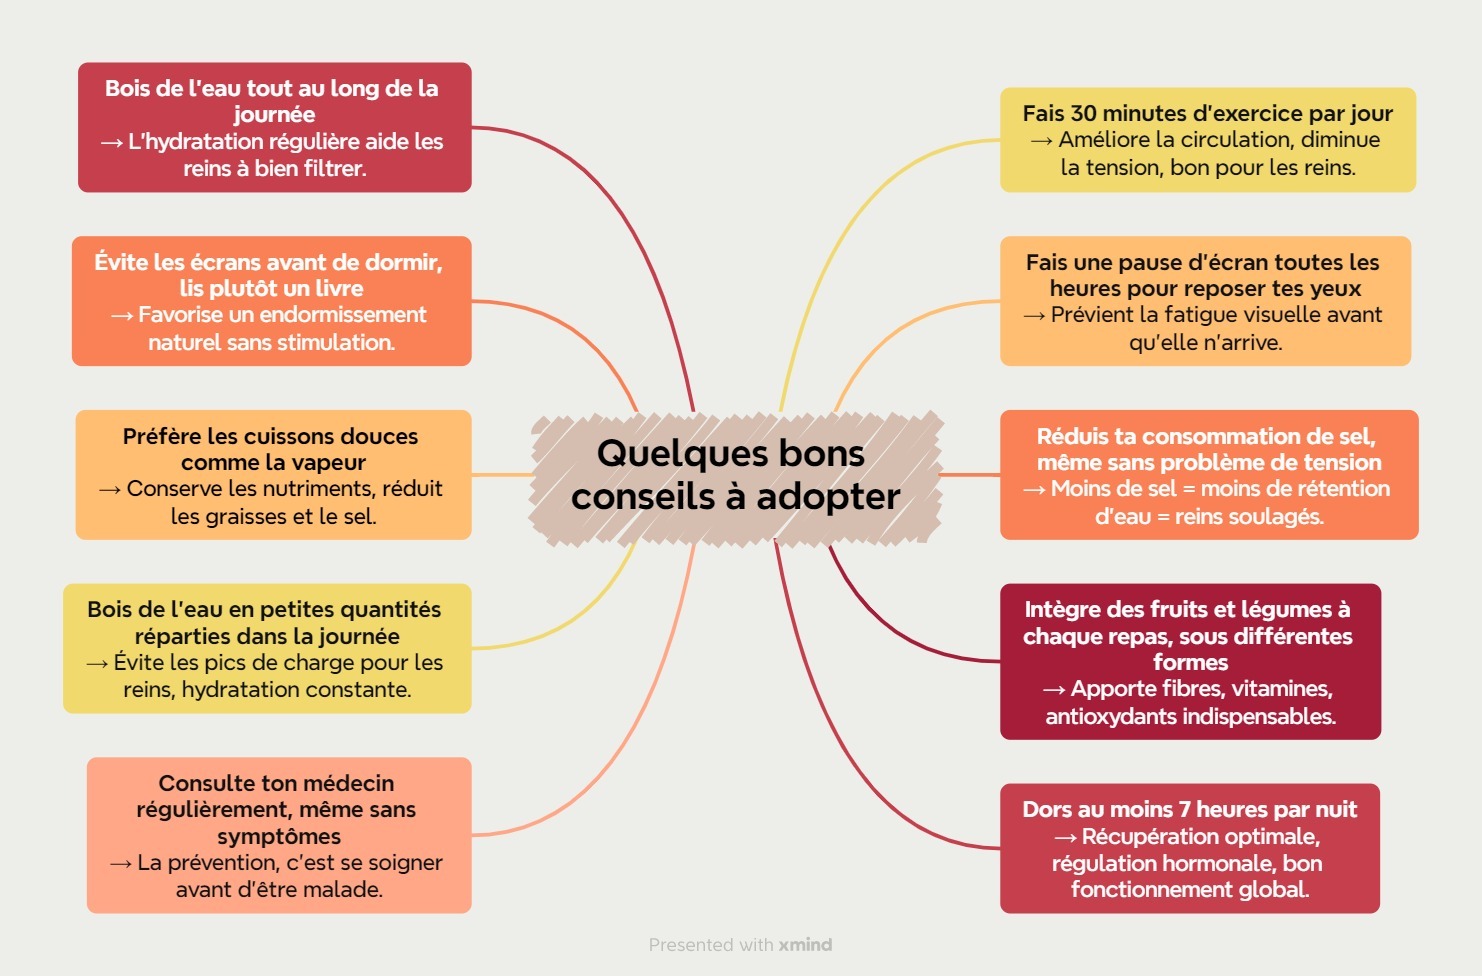 Bois de l'eau tout au long de la
journée
→ L'hydratation régulière aide les
reins à bien filtrer.
Évite les écrans avant de dormir,
lis plutôt un livre
→ Favorise un endormissement
naturel sans stimulation.
Préfère les cuissons douces
comme la vapeur
→ Conserve les nutriments, réduit
les graisses et le sel.
Bois de l'eau en petites quantités
réparties dans la journée
→ Évite les pics de charge pour les
reins, hydratation constante.
Consulte ton médecin
régulièrement, même sans
symptômes
→ La prévention, c'est se soigner
avant d'être malade.
Quelques bons
conseils à adopter
Fais 30 minutes d'exercice par jour
→ Améliore la circulation, diminue
la tension, bon pour les reins.
Fais une pause d'écran toutes les
heures pour reposer tes yeux
→ Prévient la fatigue visuelle avant
qu'elle n'arrive.
Réduis ta consommation de sel,
même sans problème de tension
→ Moins de sel = moins de rétention
d'eau = reins soulagés.
Intègre des fruits et légumes à
chaque repas, sous différentes
formes
→ Apporte fibres, vitamines,
antioxydants indispensables.
Dors au moins 7 heures par nuit
→ Récupération optimale,
régulation hormonale, bon
fonctionnement global.
Presented with xmind